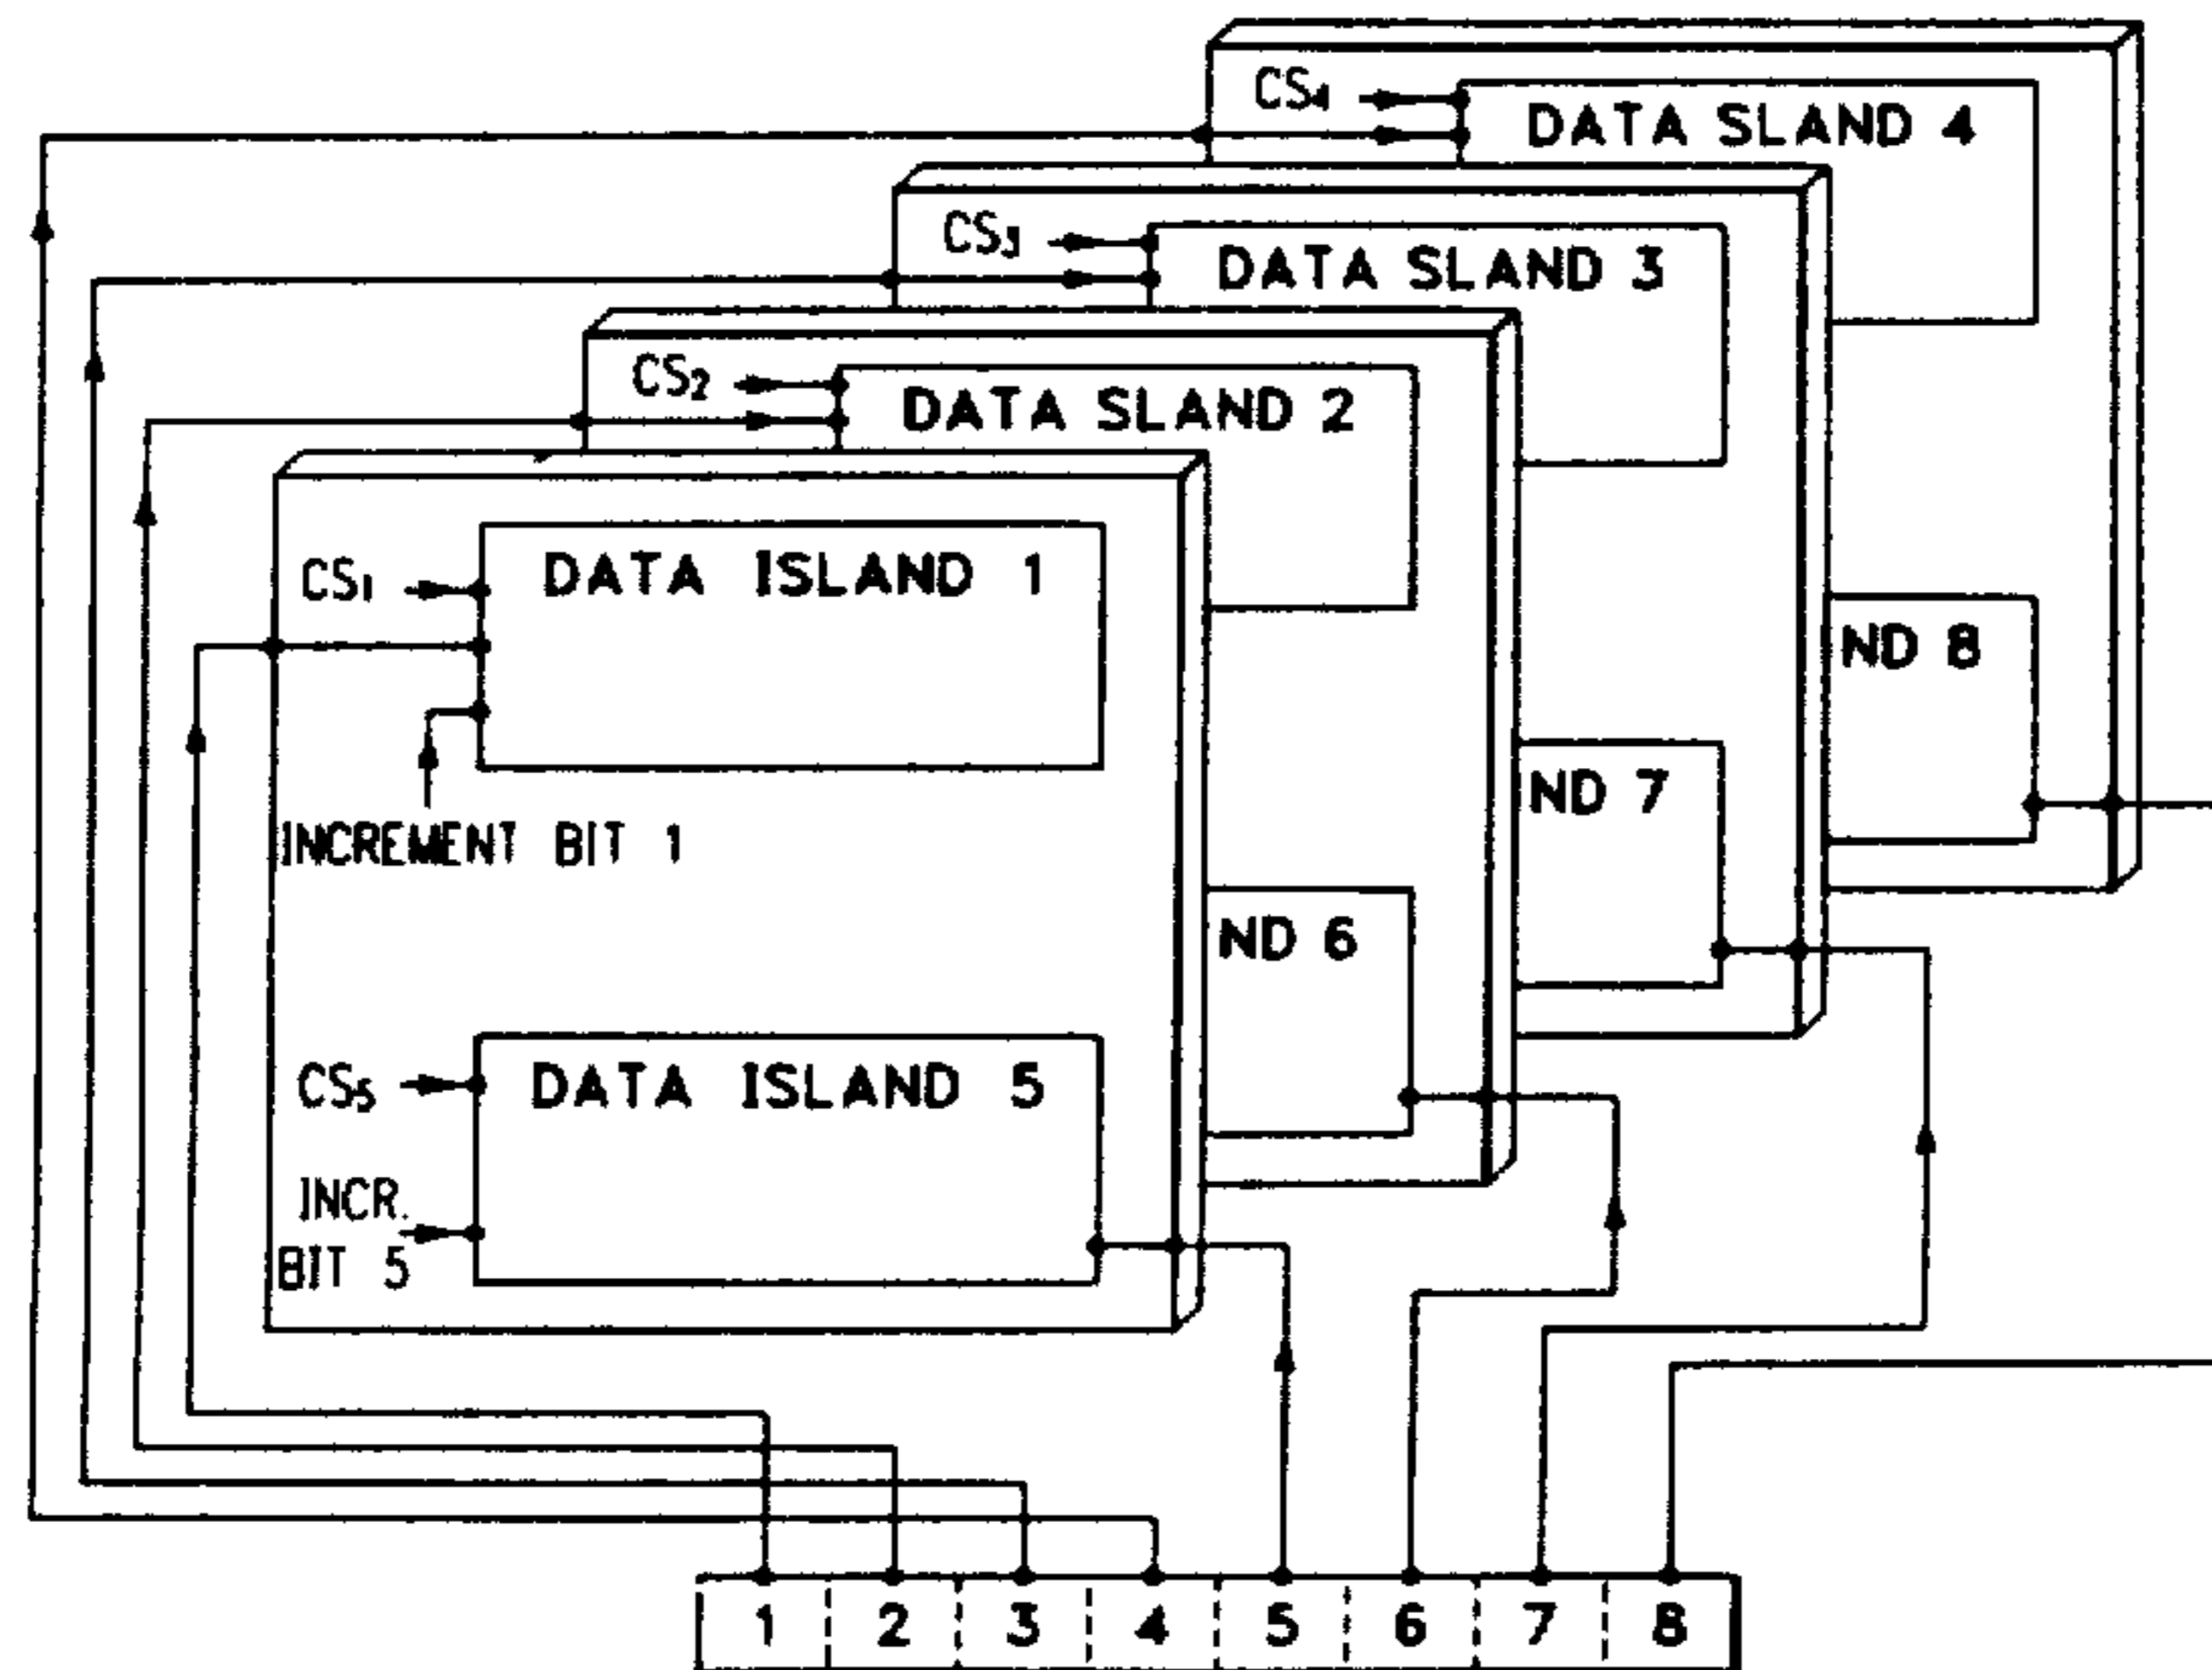 CS4
DATA SLAND 4
CS3
DATA SLAND 3
CS2
DATA SLAND 2
CS1
DATA ISLAND 1
INCREMENT BIT 1
ND 8
ND 7
ND 6
CS5
DATA ISLAND 5
INCR.
BIT 5
1 2 3 4 5 6 7 8